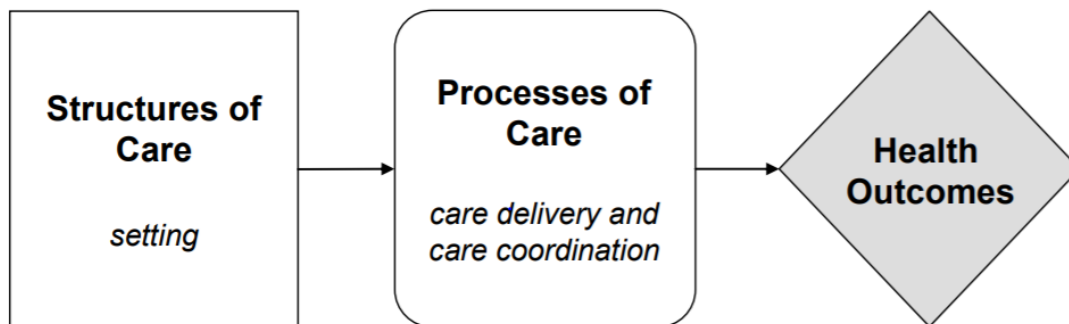 Structures of
Care
setting
Processes of
Care
care delivery and
care coordination
Health
Outcomes